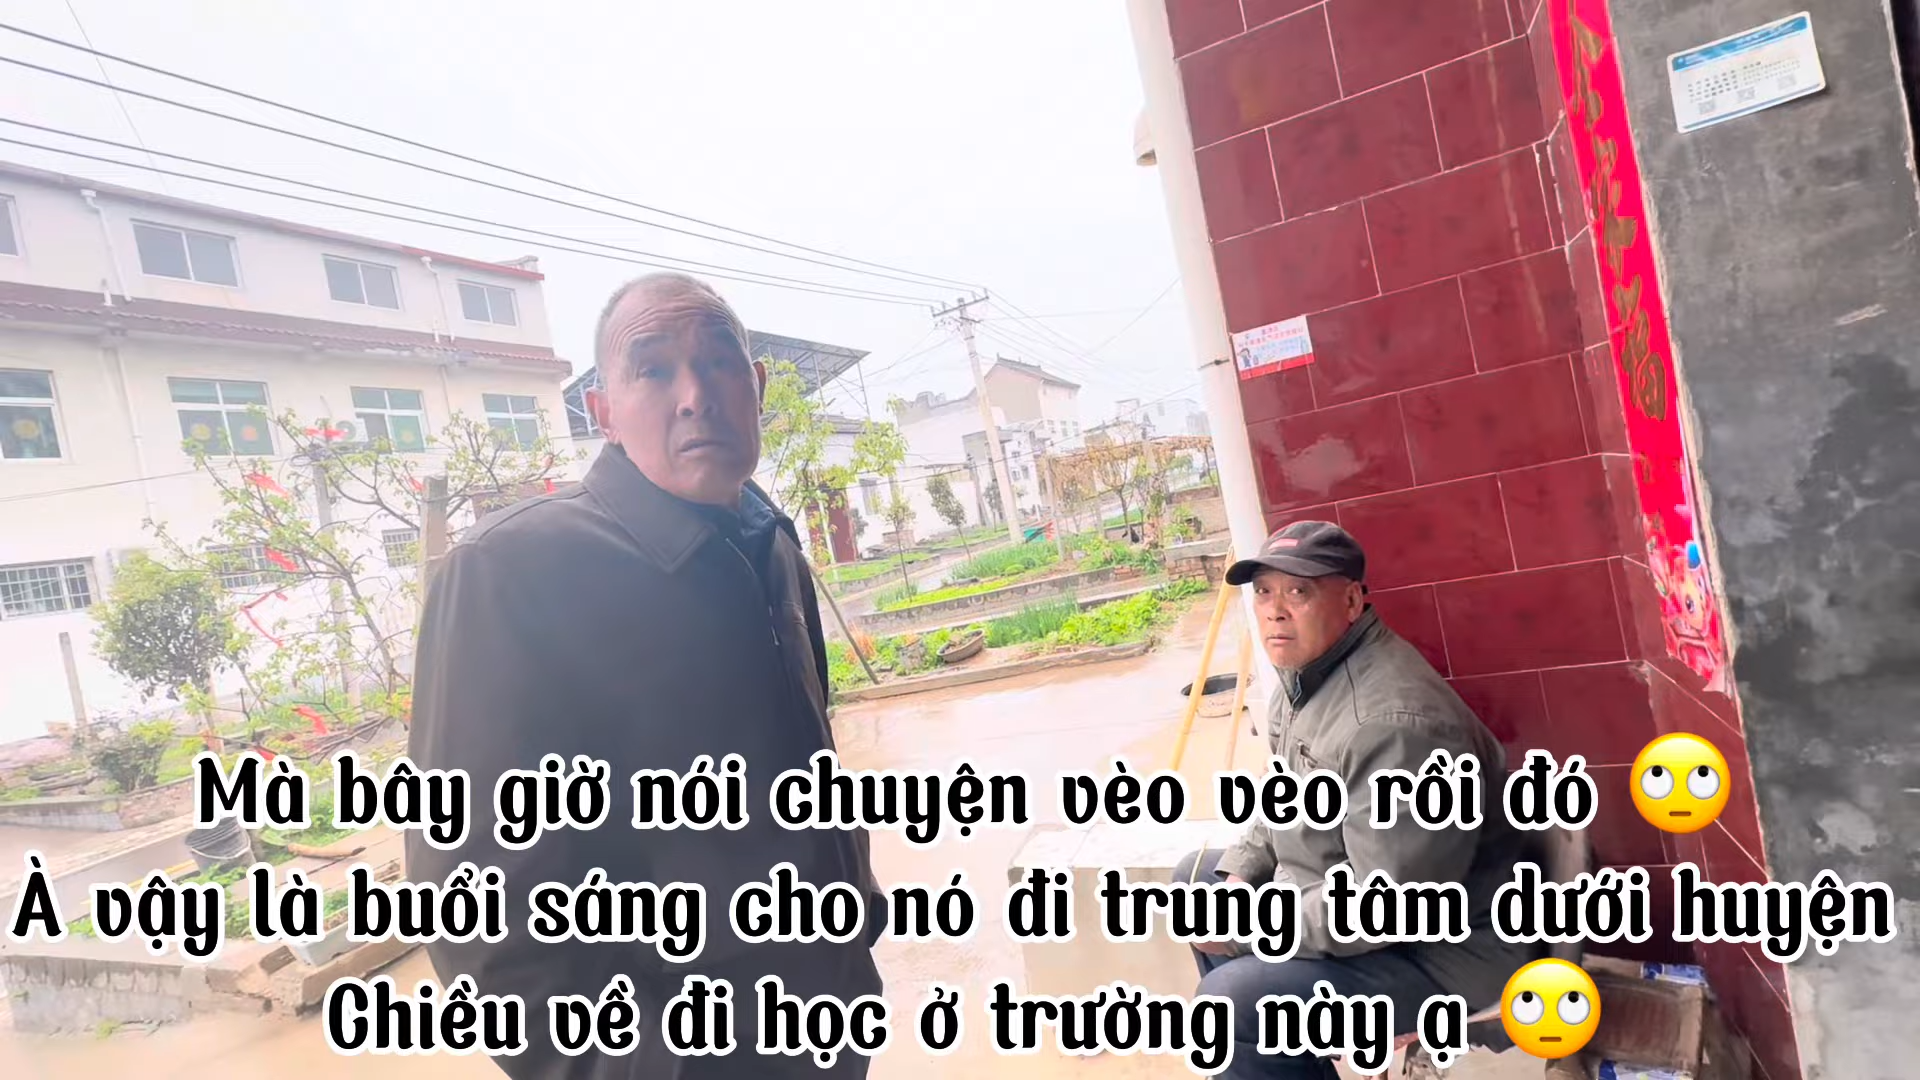 Mà bây giờ nói chuyện vèo vèo rồi đó 🙄
À vậy là buổi sáng cho nó đi trung tâm dưới huyện
Chiều về đi học ở trường này ạ 🙄